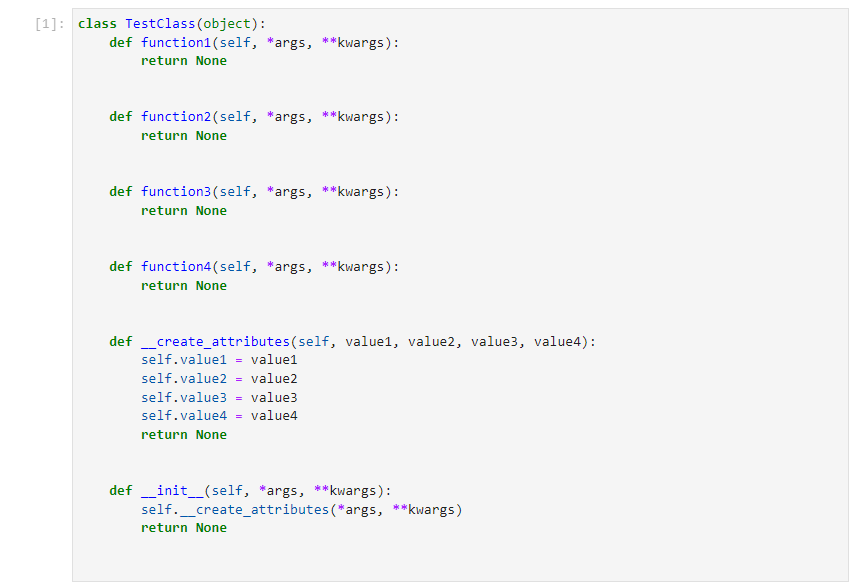 [1]: class TestClass(object):
    def function1(self, *args, **kwargs):
        return None
    def function2(self, *args, **kwargs):
        return None
    def function3(self, *args, **kwargs):
        return None
    def function4(self, *args, **kwargs):
        return None
    def __create_attributes(self, value1, value2, value3, value4):
        self.value1 = value1
        self.value2 = value2
        self.value3 = value3
        self.value4 = value4
        return None
    def __init__(self, *args, **kwargs):
        self.__create_attributes(*args, **kwargs)
        return None